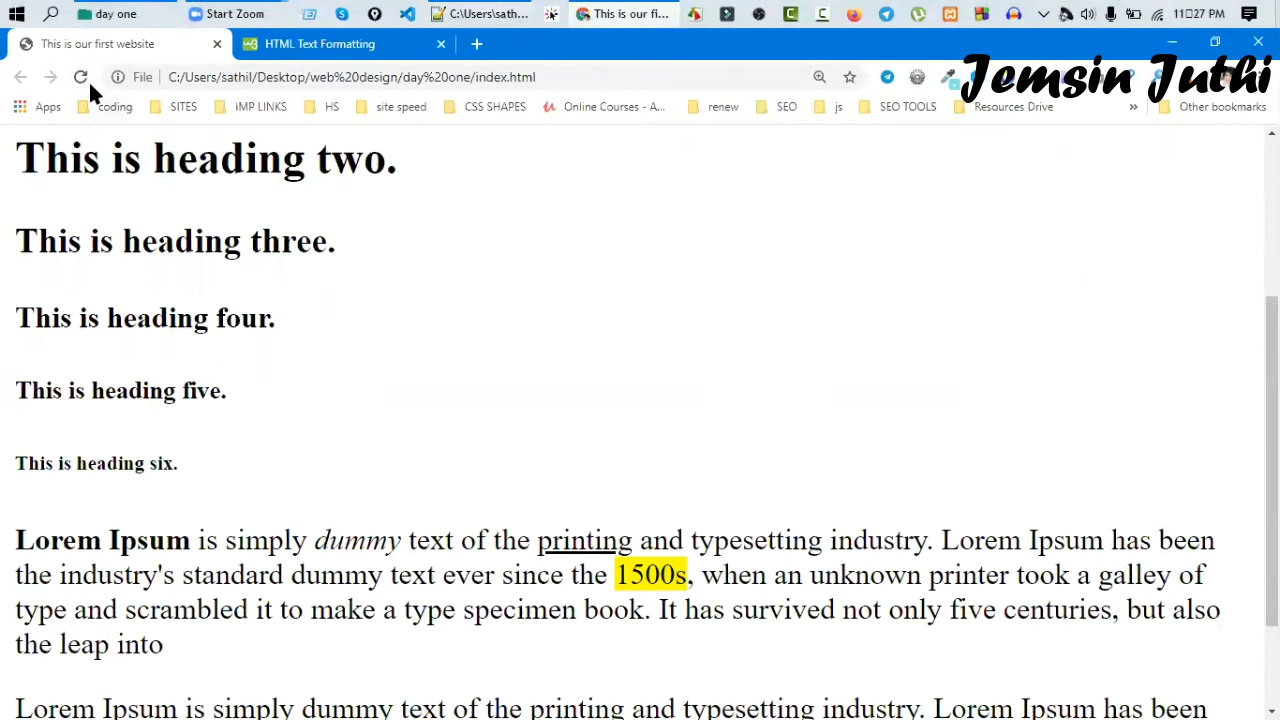 day one
Start Zoom
C:\Users\sath...
This is our fi...
11:27 PM
This is our first website
HTML Text Formatting
File
C:/Users/sathil/Desktop/web%20design/day%20one/index.html
Jemsin Juthi
Apps
coding
SITES
IMP LINKS
HS
site speed
CSS SHAPES
Online Courses - A...
renew
SEO
js
SEO TOOLS
Resources Drive
»
Other bookmarks
This is heading two.
This is heading three.
This is heading four.
This is heading five.
This is heading six.
Lorem Ipsum is simply dummy text of the printing and typesetting industry. Lorem Ipsum has been
the industry's standard dummy text ever since the 1500s, when an unknown printer took a galley of
type and scrambled it to make a type specimen book. It has survived not only five centuries, but also
the leap into
Lorem Ipsum is simply dummy text of the printing and typesetting industry. Lorem Ipsum has been